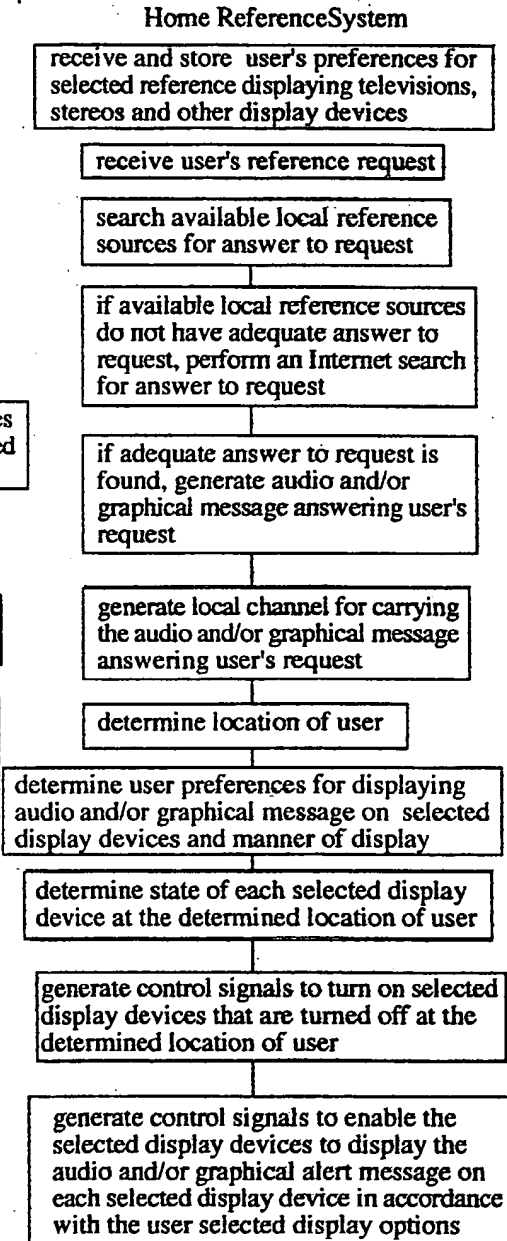 Home ReferenceSystem
receive and store user's preferences for
selected reference displaying televisions,
stereos and other display devices
receive user's reference request
search available local reference
sources for answer to request
if available local reference sources
do not have adequate answer to
request, perform an Internet search
for answer to request
es
ed
if adequate answer to request is
found, generate audio and/or
graphical message answering user's
request
generate local channel for carrying
the audio and/or graphical message
answering user's request
determine location of user
determine user preferences for displaying
audio and/or graphical message on selected
display devices and manner of display
determine state of each selected display
device at the determined location of user
generate control signals to turn on selected
display devices that are turned off at the
determined location of user
generate control signals to enable the
selected display devices to display the
audio and/or graphical alert message on
each selected display device in accordance
with the user selected display options